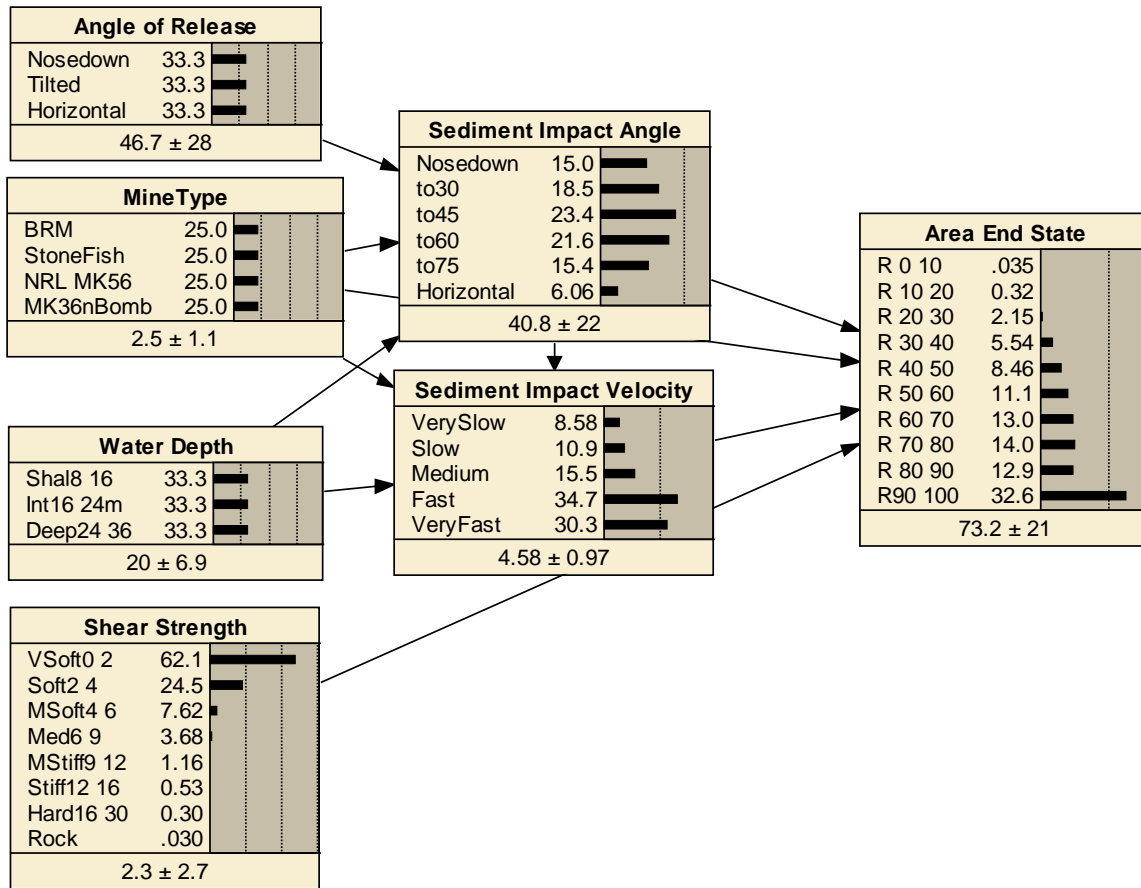 Angle of Release
Nosedown 33.3
Tilted 33.3
Horizontal 33.3
46.7 ± 28
MineType
BRM 25.0
StoneFish 25.0
NRL MK56 25.0
MK36nBomb 25.0
2.5 ± 1.1
Water Depth
Shal8 16 33.3
Int16 24m 33.3
Deep24 36 33.3
20 ± 6.9
Shear Strength
VSoft0 2 62.1
Soft2 4 24.5
MSoft4 6 7.62
Med6 9 3.68
MStiff9 12 1.16
Stiff12 16 0.53
Hard16 30 0.30
Rock .030
2.3 ± 2.7
Sediment Impact Angle
Nosedown 15.0
to30 18.5
to45 23.4
to60 21.6
to75 15.4
Horizontal 6.06
40.8 ± 22
Sediment Impact Velocity
VerySlow 8.58
Slow 10.9
Medium 15.5
Fast 34.7
VeryFast 30.3
4.58 ± 0.97
Area End State
R 0 10 .035
R 10 20 0.32
R 20 30 2.15
R 30 40 5.54
R 40 50 8.46
R 50 60 11.1
R 60 70 13.0
R 70 80 14.0
R 80 90 12.9
R90 100 32.6
73.2 ± 21